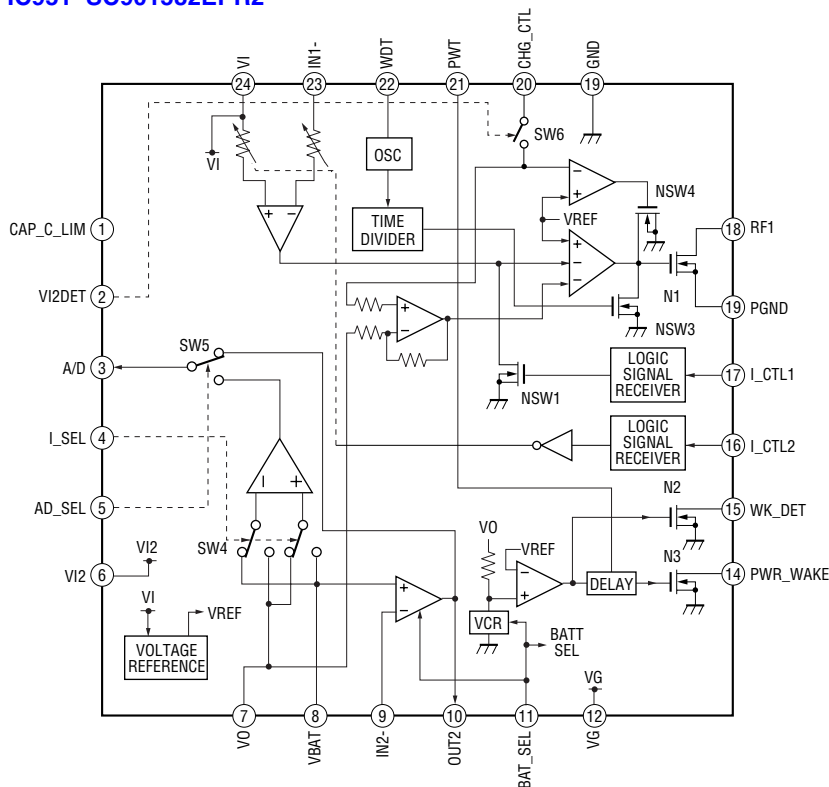 VI
IN1-
WDT
PWT
CHG_CTL
GND
24
23
22
21
20
19
SW6
VI
OSC
NSW4
TIME
DIVIDER
VREF
CAP_C_LIM 1
18 RF1
N1
VI2DET 2
19 PGND
NSW3
SW5
A/D 3
LOGIC
SIGNAL
RECEIVER
17 I_CTL1
NSW1
I_SEL 4
LOGIC
SIGNAL
RECEIVER
16 I_CTL2
AD_SEL 5
N2
15 WK_DET
SW4
VO
VREF
N3
VI2 6
VI2
DELAY
14 PWR_WAKE
VI
VREF
VCR
BATT
SEL
VOLTAGE
REFERENCE
VG
7
8
9
10
11
12
VO
VBAT
IN2-
OUT2
BAT_SEL
VG